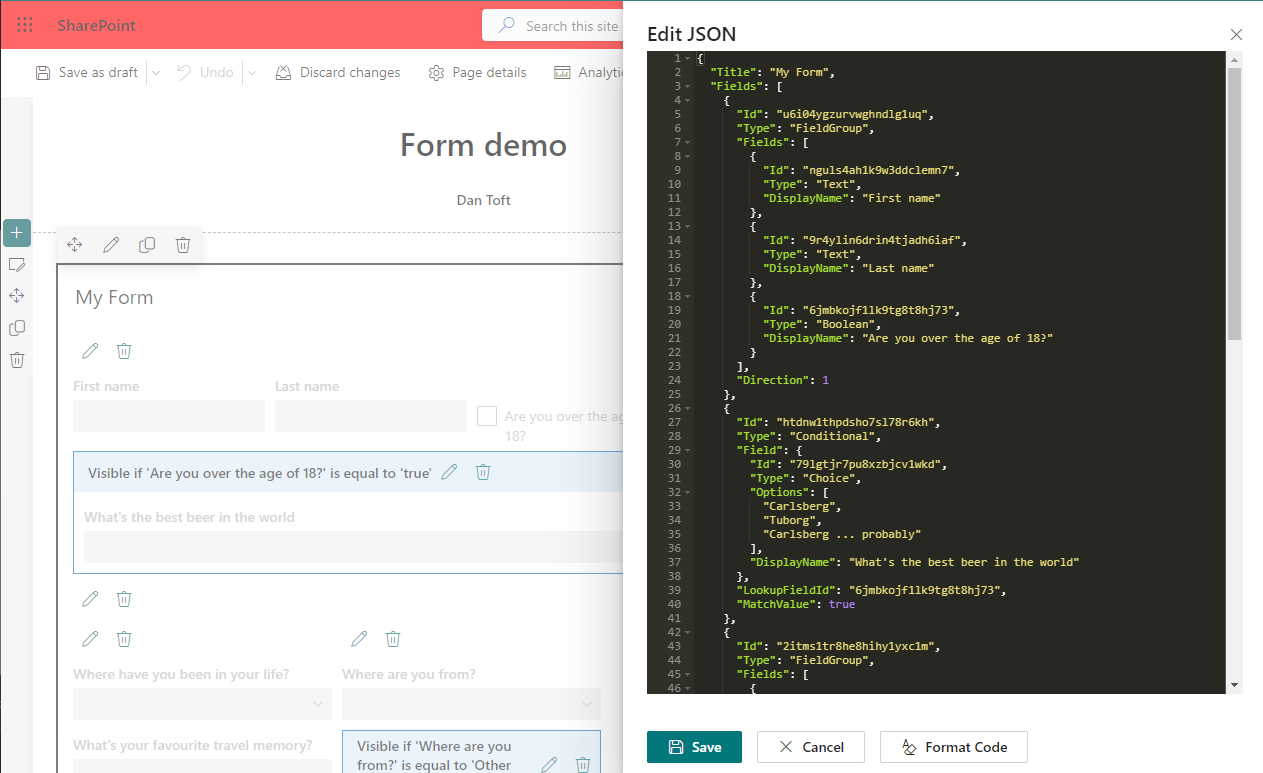 SharePoint
Search this site
Save as draft
Undo
Discard changes
Page details
Form demo
Dan Toft
My Form
First name
Last name
Are you over the
18?
Visible if 'Are you over the age of 18?' is equal to 'true'
What's the best beer in the world
Where have you been in your life?
Where are you from?
What's your favourite travel memory?
Visible if 'Where are you
from?' is equal to 'Other
Edit JSON
1 {
2 "Title": "My Form",
3 "Fields": [
4 {
5 "Id": "u6i04ygzurvwghndlg1uq",
6 "Type": "FieldGroup",
7 "Fields": [
8 {
9 "Id": "nguls4ah1k9w3ddclemn7",
10 "Type": "Text",
11 "DisplayName": "First name"
12 },
13 {
14 "Id": "9r4ylin6drin4tjadh6iaf",
15 "Type": "Text",
16 "DisplayName": "Last name"
17 },
18 {
19 "Id": "6jmbkojf1lk9tg8t8hj73",
20 "Type": "Boolean",
21 "DisplayName": "Are you over the age of 18?"
22 }
23 ],
24 "Direction": 1
25 },
26 {
27 "Id": "htdnw1thpdsho7sl78r6kh",
28 "Type": "Conditional",
29 "Field": {
30 "Id": "79lgtjr7pu8xzbjcv1wkd",
31 "Type": "Choice",
32 "Options": [
33 "Carlsberg",
34 "Tuborg",
35 "Carlsberg ... probably"
36 ],
37 "DisplayName": "What's the best beer in the world"
38 },
39 "LookupFieldId": "6jmbkojf1lk9tg8t8hj73",
40 "MatchValue": true
41 },
42 {
43 "Id": "2itms1tr8he8hihy1yxc1m",
44 "Type": "FieldGroup",
45 "Fields": [
46 {
Save
Cancel
Format Code